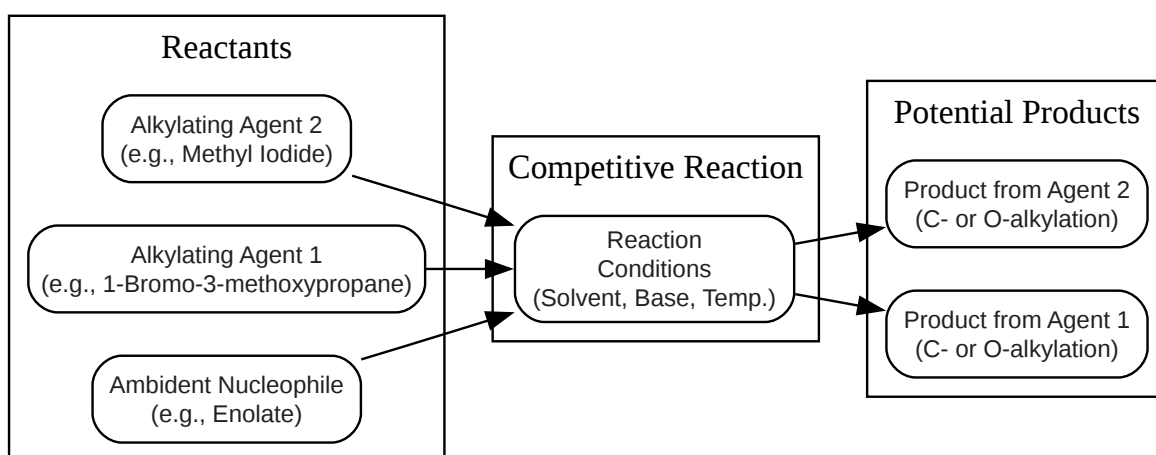 Reactants
Alkylating Agent 2
(e.g., Methyl Iodide)
Alkylating Agent 1
(e.g., 1-Bromo-3-methoxypropane)
Ambident Nucleophile
(e.g., Enolate)
Competitive Reaction
Reaction
Conditions
(Solvent, Base, Temp.)
Potential Products
Product from Agent 2
(C- or O-alkylation)
Product from Agent 1
(C- or O-alkylation)